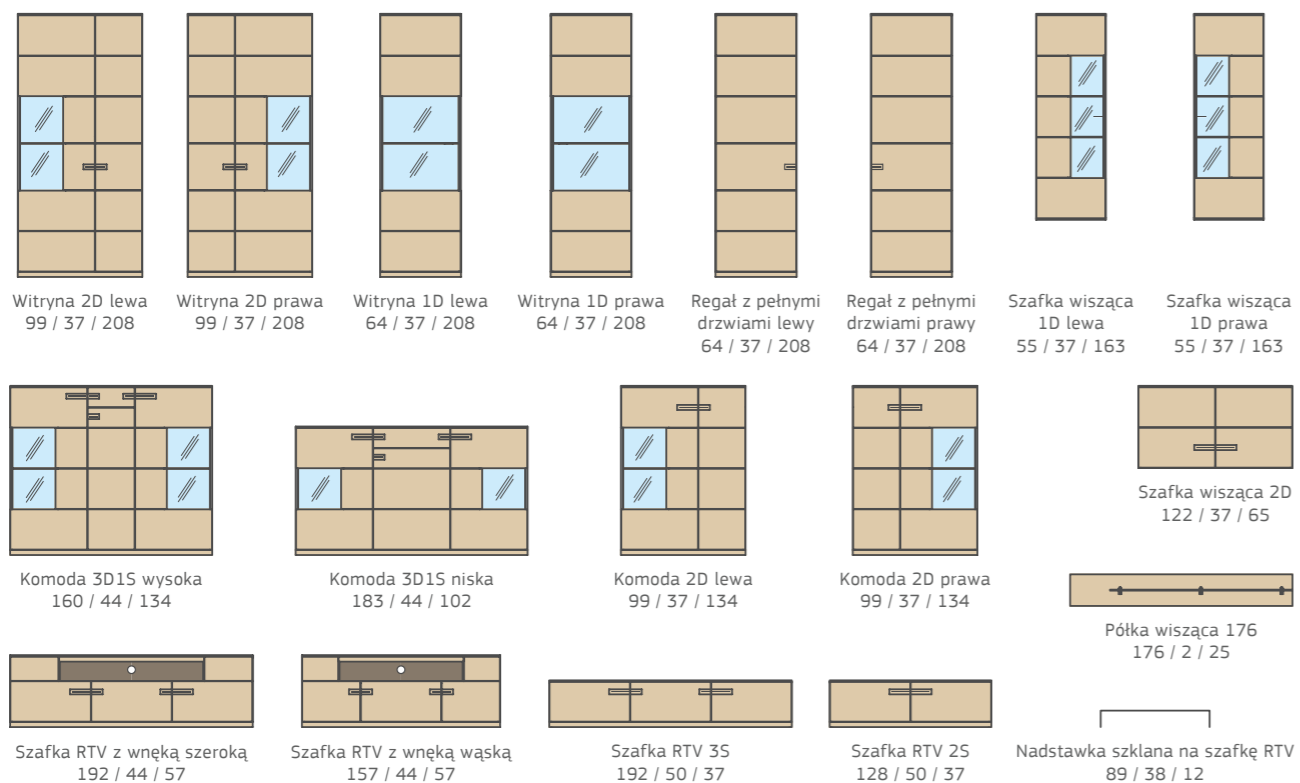 Witryna 2D lewa
99 / 37 / 208
Witryna 2D prawa
99 / 37 / 208
Witryna 1D lewa
64 / 37 / 208
Witryna 1D prawa
64 / 37 / 208
Regał z pełnymi
drzwiami lewy
64 / 37 / 208
Regał z pełnymi
drzwiami prawy
64 / 37 / 208
Szafka wisząca
1D lewa
55 / 37 / 163
Szafka wisząca
1D prawa
55 / 37 / 163
Komoda 3D1S wysoka
160 / 44 / 134
Komoda 3D1S niska
183 / 44 / 102
Komoda 2D lewa
99 / 37 / 134
Komoda 2D prawa
99 / 37 / 134
Szafka wisząca 2D
122 / 37 / 65
Półka wisząca 176
176 / 2 / 25
Szafka RTV z wnęką szeroką
192 / 44 / 57
Szafka RTV z wnęką wąską
157 / 44 / 57
Szafka RTV 3S
192 / 50 / 37
Szafka RTV 2S
128 / 50 / 37
Nadstawka szklana na szafkę RTV
89 / 38 / 12